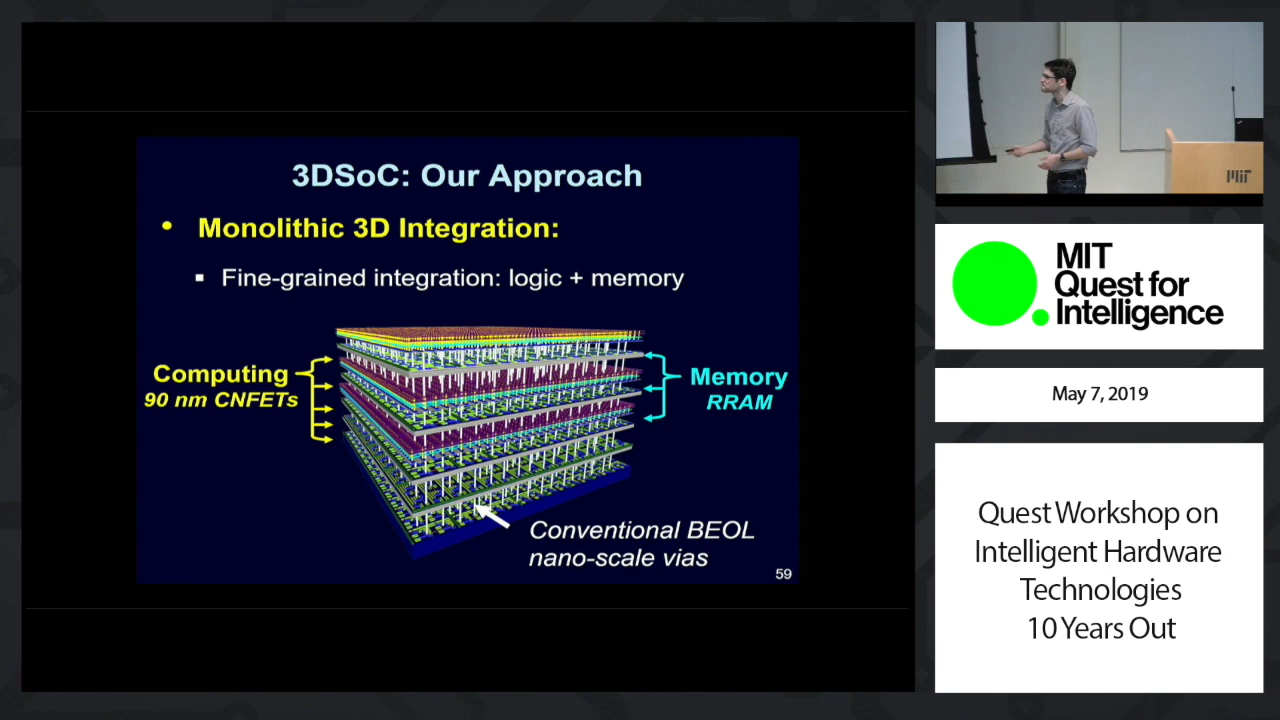 3DSoC: Our Approach
• Monolithic 3D Integration:
▪ Fine-grained integration: logic + memory
Computing
90 nm CNFETs
Memory
RRAM
Conventional BEOL
nano-scale vias
59
MIT
MIT
Quest for
Intelligence
May 7, 2019
Quest Workshop on
Intelligent Hardware
Technologies
10 Years Out